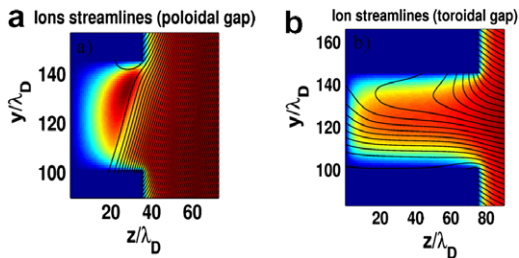 a Ions streamlines (poloidal gap)
a)
y/λD
140
120
100
20 40 60
z/λD
b Ion streamlines (toroidal gap)
b)
y/λD
160
140
120
100
20 40 60 80
z/λD